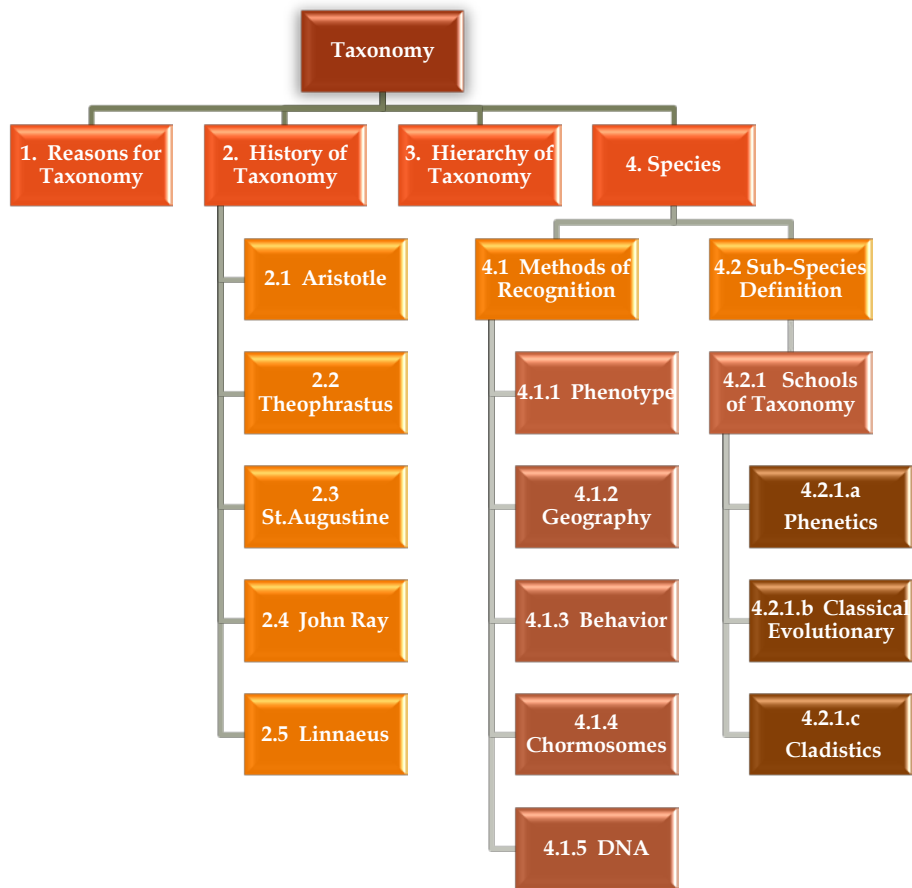 Taxonomy
1. Reasons for
Taxonomy
2. History of
Taxonomy
3. Hierarchy of
Taxonomy
4. Species
2.1 Aristotle
2.2
Theophrastus
2.3
St.Augustine
2.4 John Ray
2.5 Linnaeus
4.1 Methods of
Recognition
4.1.1 Phenotype
4.1.2
Geography
4.1.3 Behavior
4.1.4
Chormosomes
4.1.5 DNA
4.2 Sub-Species
Definition
4.2.1 Schools
of Taxonomy
4.2.1.a
Phenetics
4.2.1.b Classical
Evolutionary
4.2.1.c
Cladistics